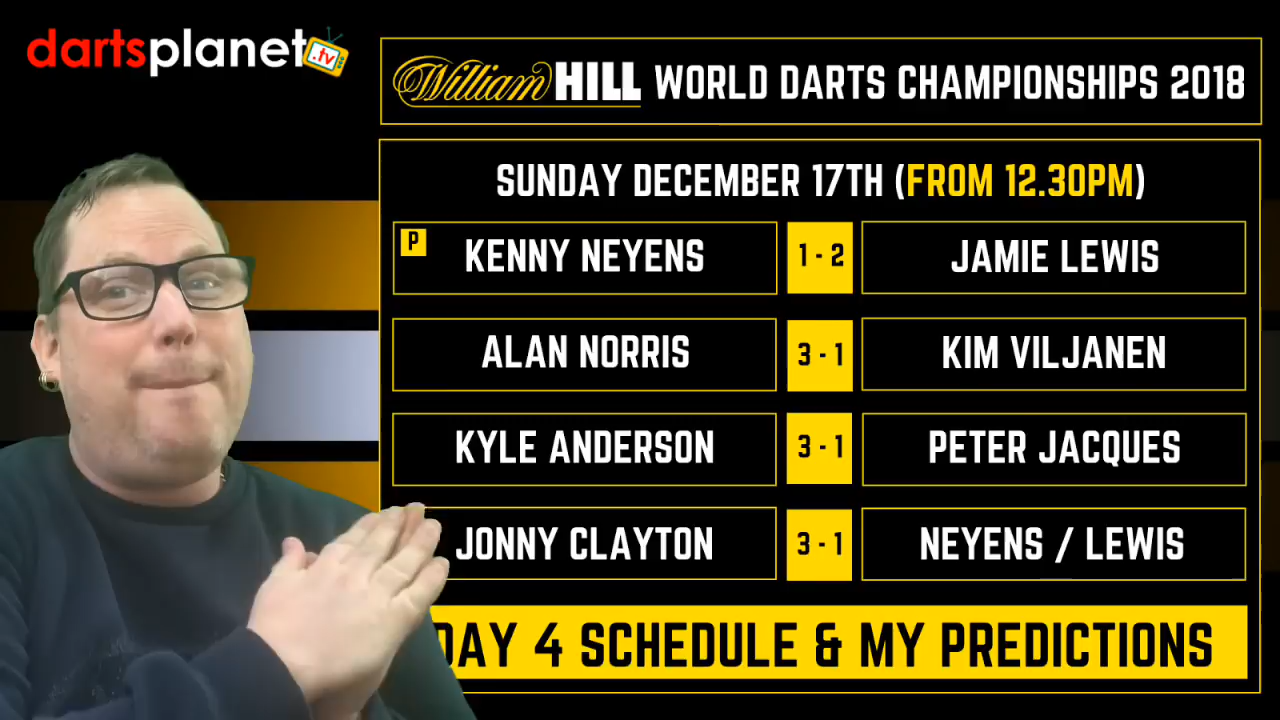 dartsplanet.tv
William HILL WORLD DARTS CHAMPIONSHIPS 2018
SUNDAY DECEMBER 17TH (FROM 12.30PM)
P KENNY NEYENS 1 - 2 JAMIE LEWIS
ALAN NORRIS 3 - 1 KIM VILJANEN
KYLE ANDERSON 3 - 1 PETER JACQUES
JONNY CLAYTON 3 - 1 NEYENS / LEWIS
DAY 4 SCHEDULE & MY PREDICTIONS